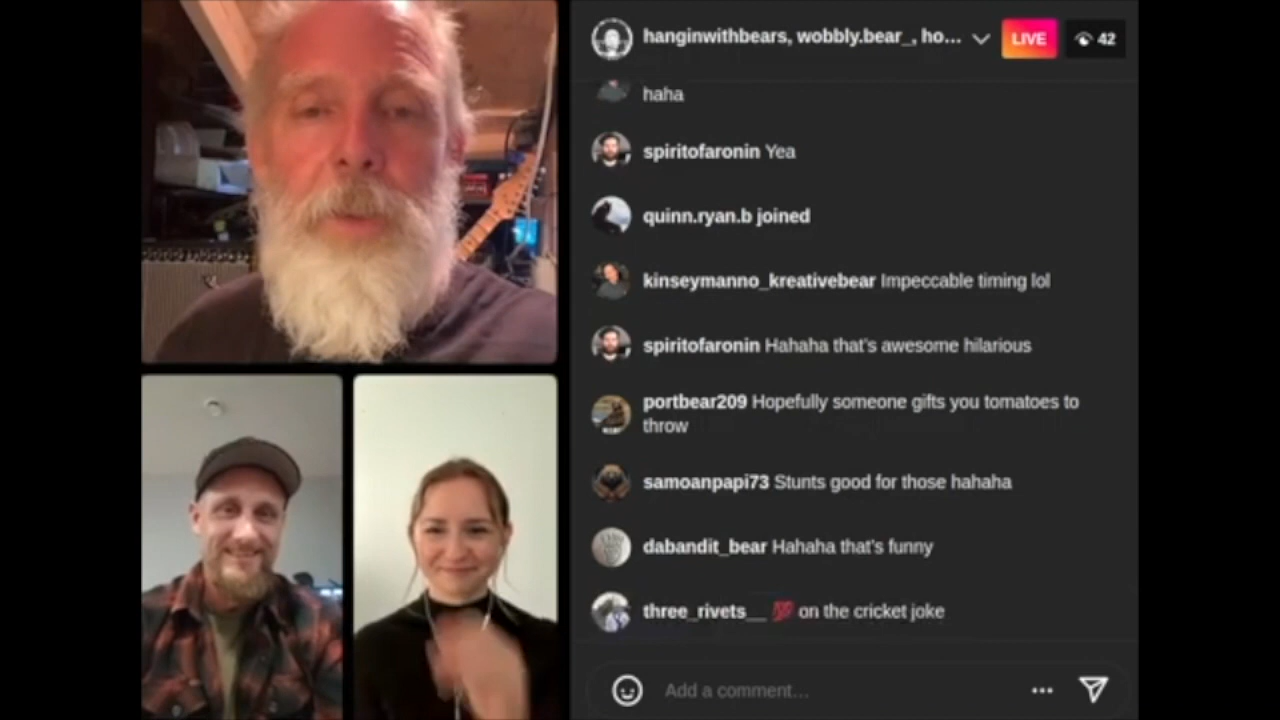 hanginwithbears, wobbly.bear_, ho...
LIVE
42
haha
spiritofaronin Yea
quinn.ryan.b joined
kinseymanno_kreativebear Impeccable timing lol
spiritofaronin Hahaha that's awesome hilarious
portbear209 Hopefully someone gifts you tomatoes to
throw
samoanpapi73 Stunts good for those hahaha
dabandit_bear Hahaha that's funny
three_rivets__ 💯 on the cricket joke
Add a comment...